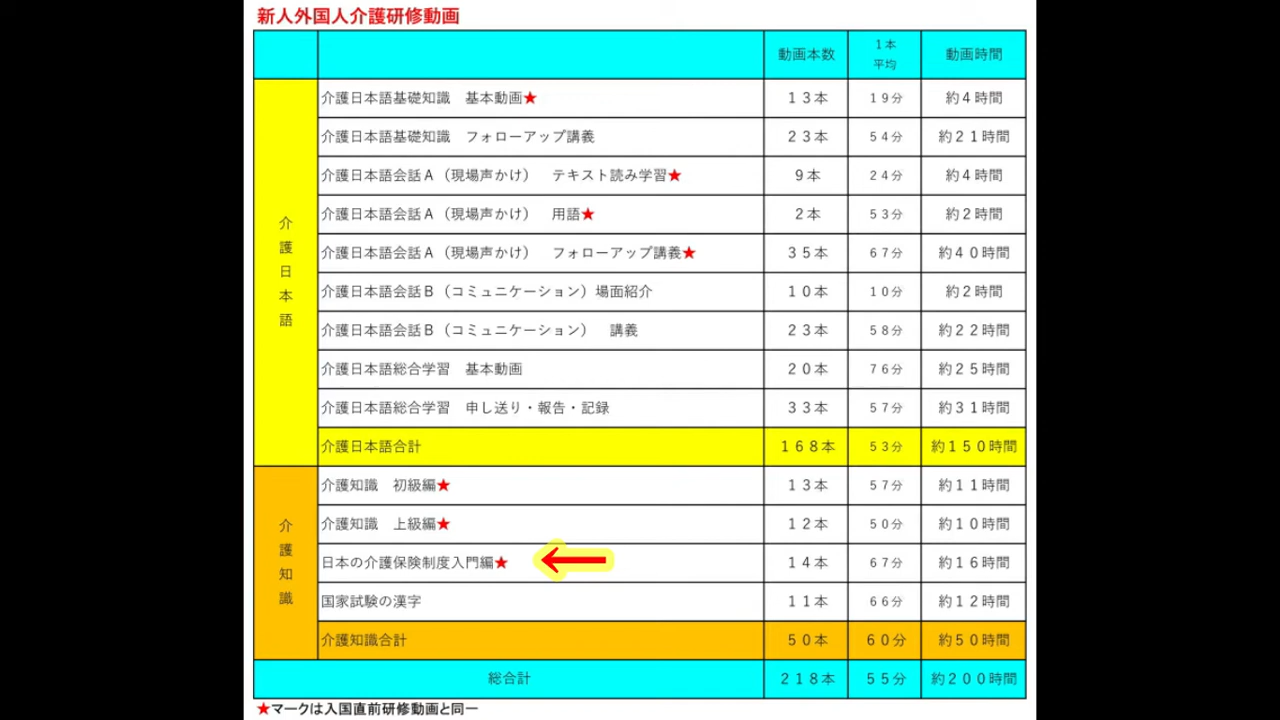 新人外国人介護研修動画
動画本数 1本平均 動画時間
介護日本語
介護日本語基礎知識　基本動画★ 13本 19分 約4時間
介護日本語基礎知識　フォローアップ講義 23本 54分 約21時間
介護日本語会話A（現場声かけ）　テキスト読み学習★ 9本 24分 約4時間
介護日本語会話A（現場声かけ）　用語★ 2本 53分 約2時間
介護日本語会話A（現場声かけ）　フォローアップ講義★ 35本 67分 約40時間
介護日本語会話B（コミュニケーション）場面紹介 10本 10分 約2時間
介護日本語会話B（コミュニケーション）　講義 23本 58分 約22時間
介護日本語総合学習　基本動画 20本 76分 約25時間
介護日本語総合学習　申し送り・報告・記録 33本 57分 約31時間
介護日本語合計 168本 53分 約150時間
介護知識
介護知識　初級編★ 13本 57分 約11時間
介護知識　上級編★ 12本 50分 約10時間
日本の介護保険制度入門編★ 14本 67分 約16時間
国家試験の漢字 11本 66分 約12時間
介護知識合計 50本 60分 約50時間
総合計 218本 55分 約200時間
★マークは入国直前研修動画と同一